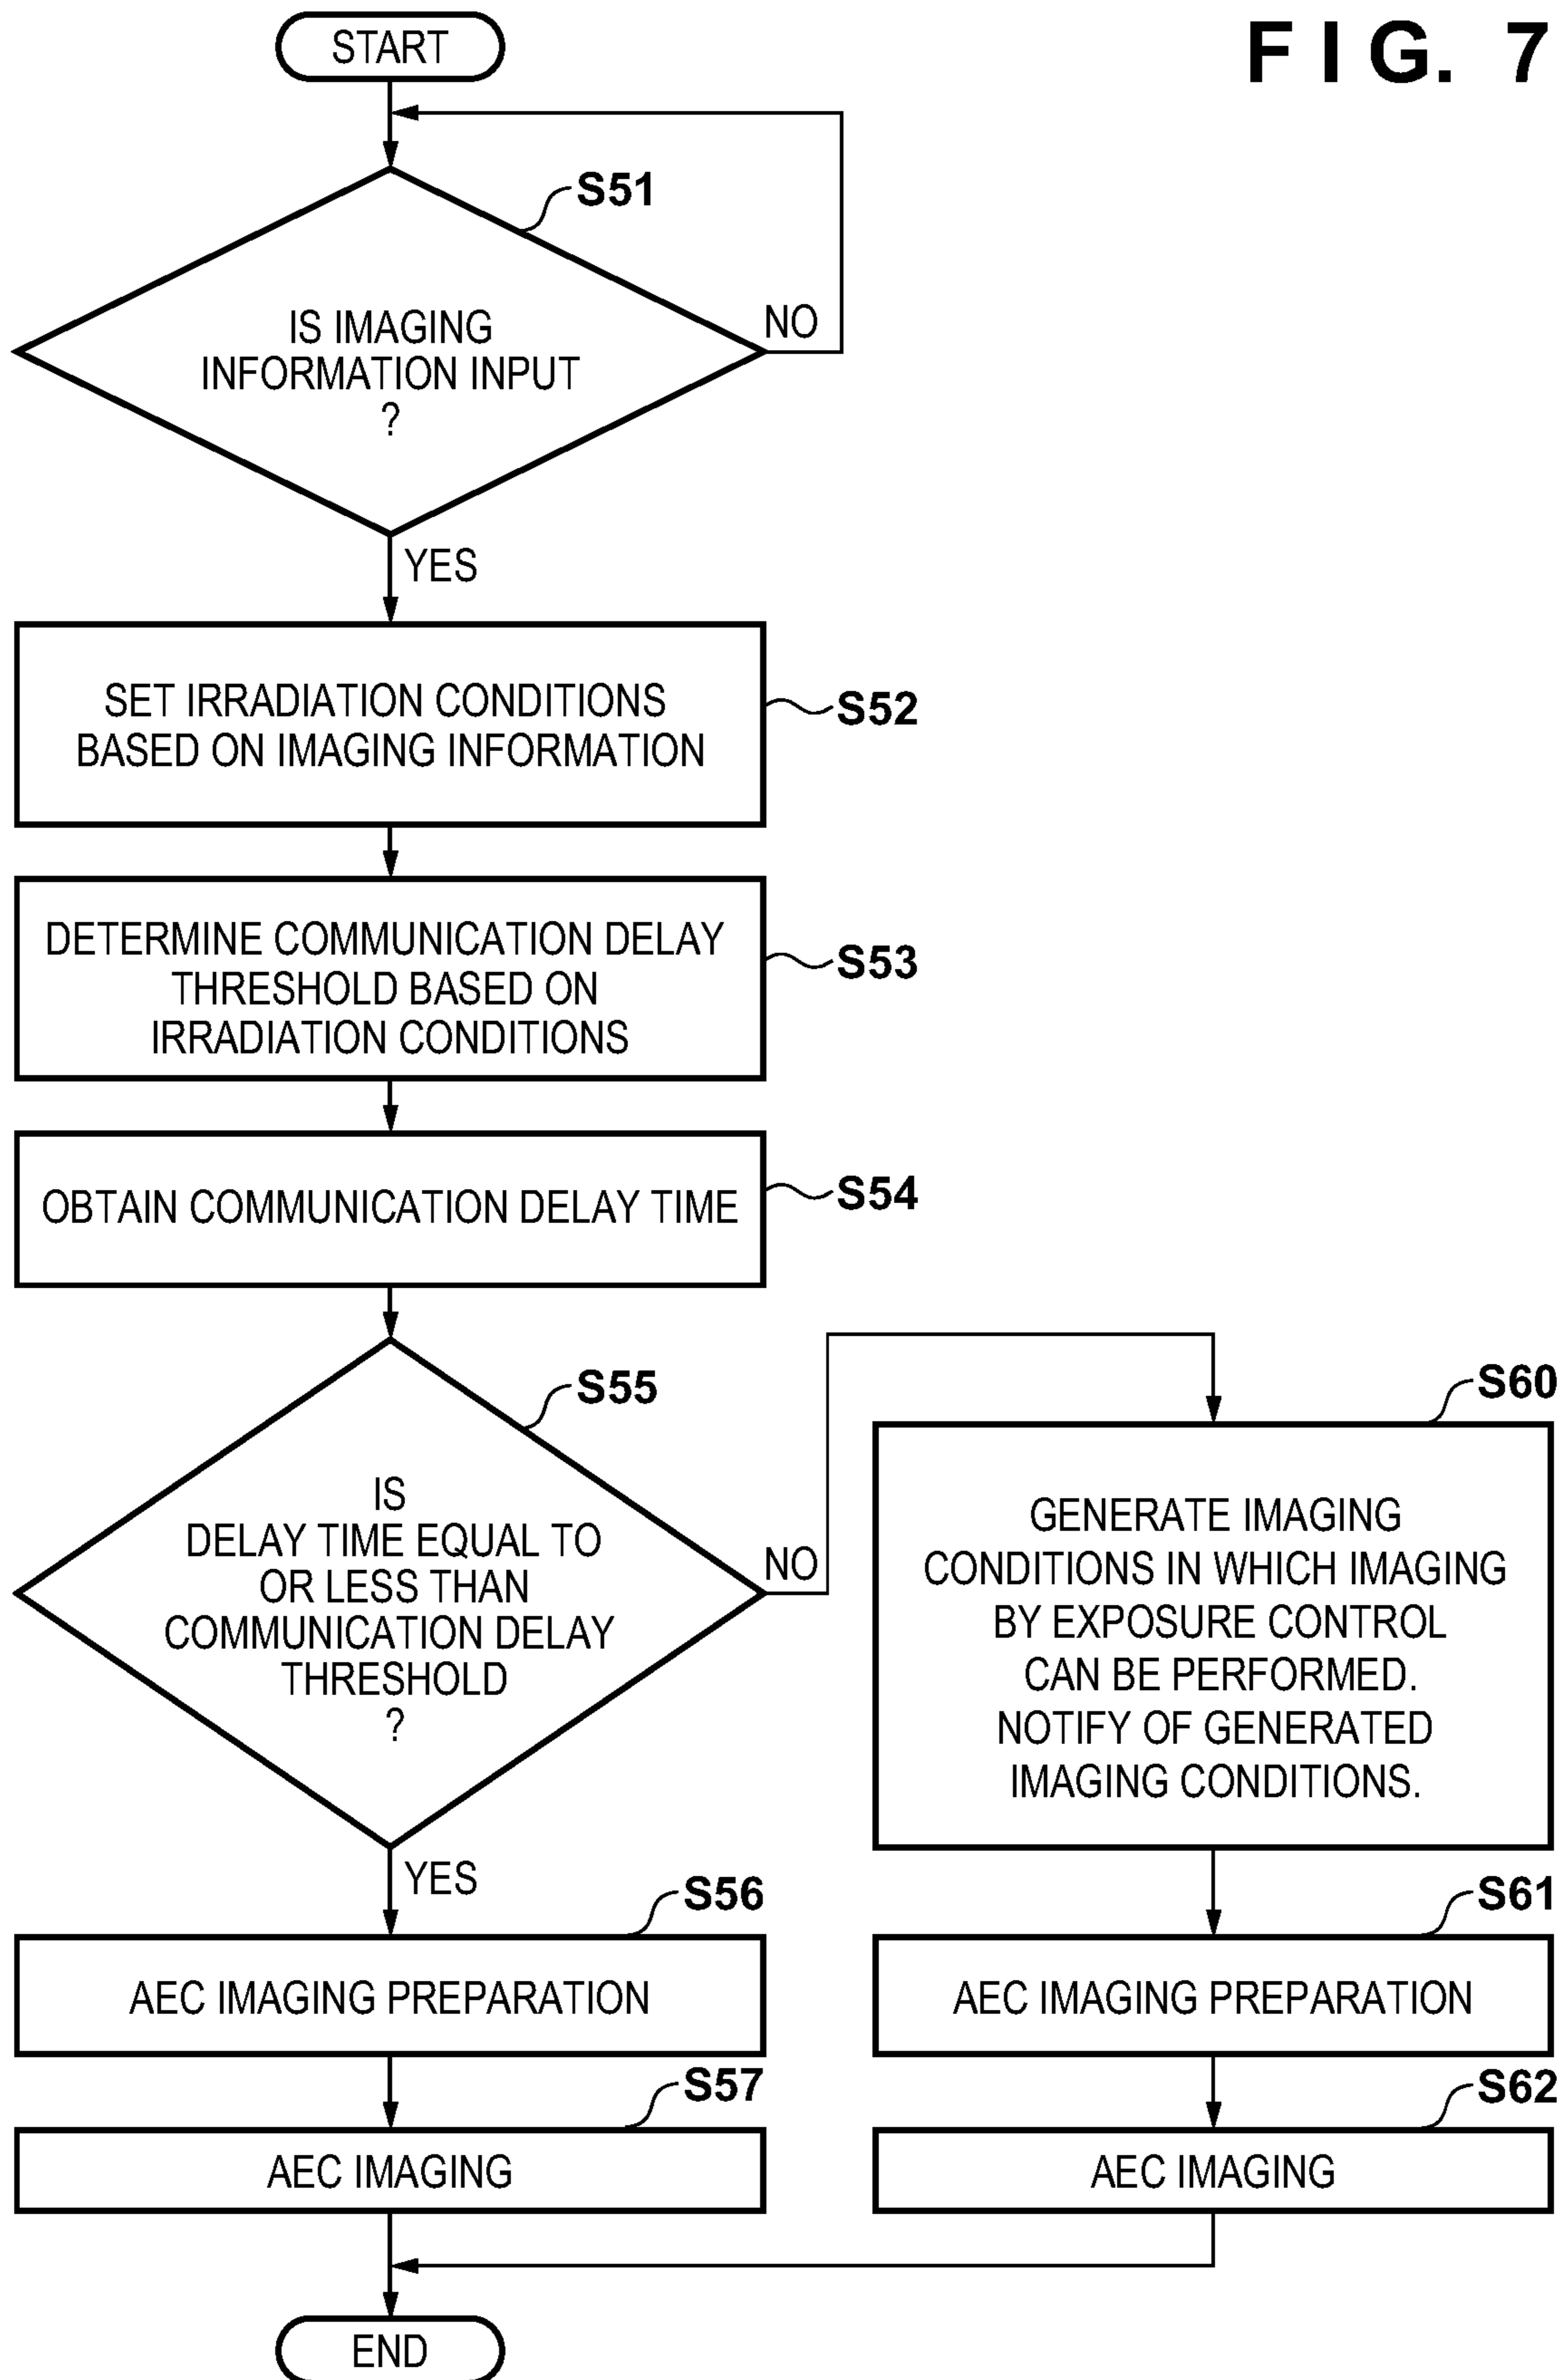 FIG. 7
START
S51
IS IMAGING
INFORMATION INPUT
?
NO
YES
SET IRRADIATION CONDITIONS
BASED ON IMAGING INFORMATION
S52
DETERMINE COMMUNICATION DELAY
THRESHOLD BASED ON
IRRADIATION CONDITIONS
S53
OBTAIN COMMUNICATION DELAY TIME
S54
S55
IS
DELAY TIME EQUAL TO
OR LESS THAN
COMMUNICATION DELAY
THRESHOLD
?
NO
YES
S60
GENERATE IMAGING
CONDITIONS IN WHICH IMAGING
BY EXPOSURE CONTROL
CAN BE PERFORMED.
NOTIFY OF GENERATED
IMAGING CONDITIONS.
S56
AEC IMAGING PREPARATION
S61
AEC IMAGING PREPARATION
S57
AEC IMAGING
S62
AEC IMAGING
END